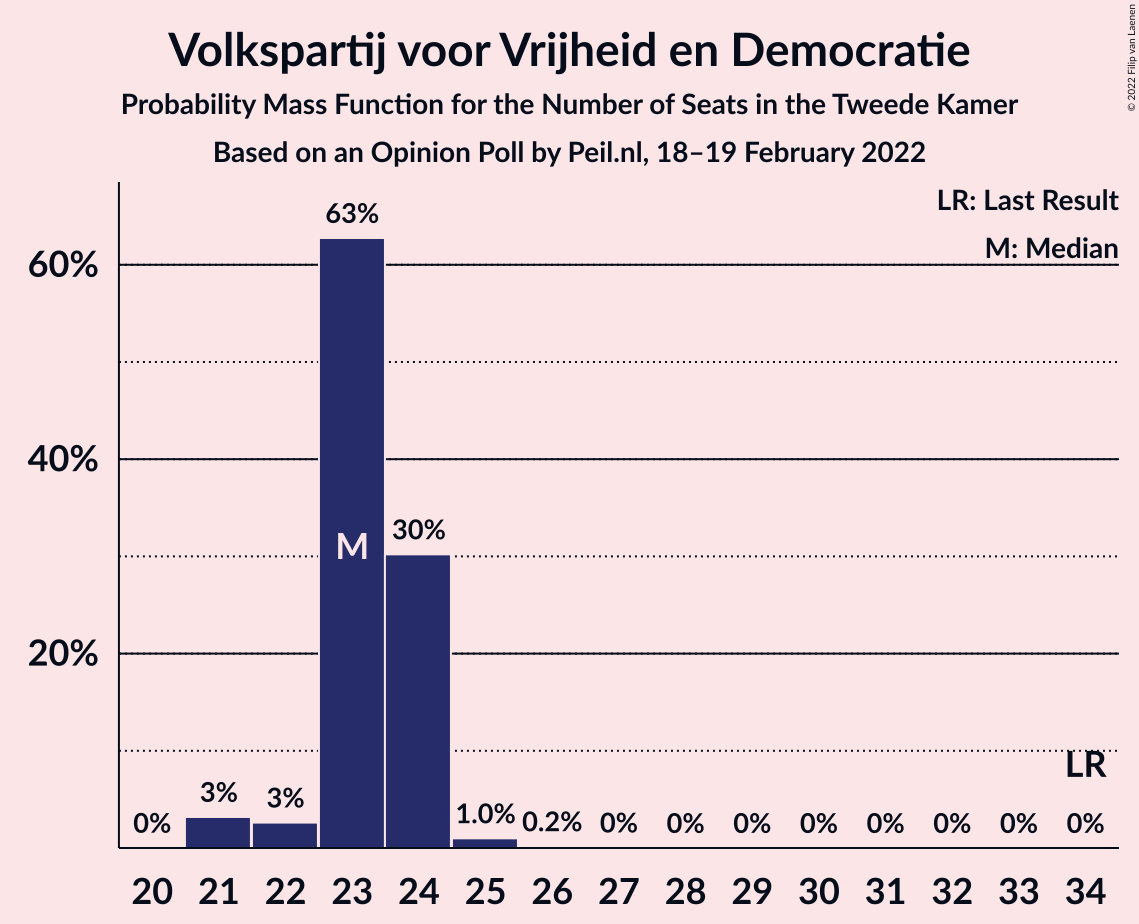 Volkspartij voor Vrijheid en Democratie
Probability Mass Function for the Number of Seats in the Tweede Kamer
Based on an Opinion Poll by Peil.nl, 18–19 February 2022
© 2022 Filip van Laenen
LR: Last Result
M: Median
63%
60%
40%
30%
M
20%
LR
3%
3%
0%
1.0%
0.2%
0%
0%
0%
0%
0%
0%
0%
0%
20 21 22 23 24 25 26 27 28 29 30 31 32 33 34